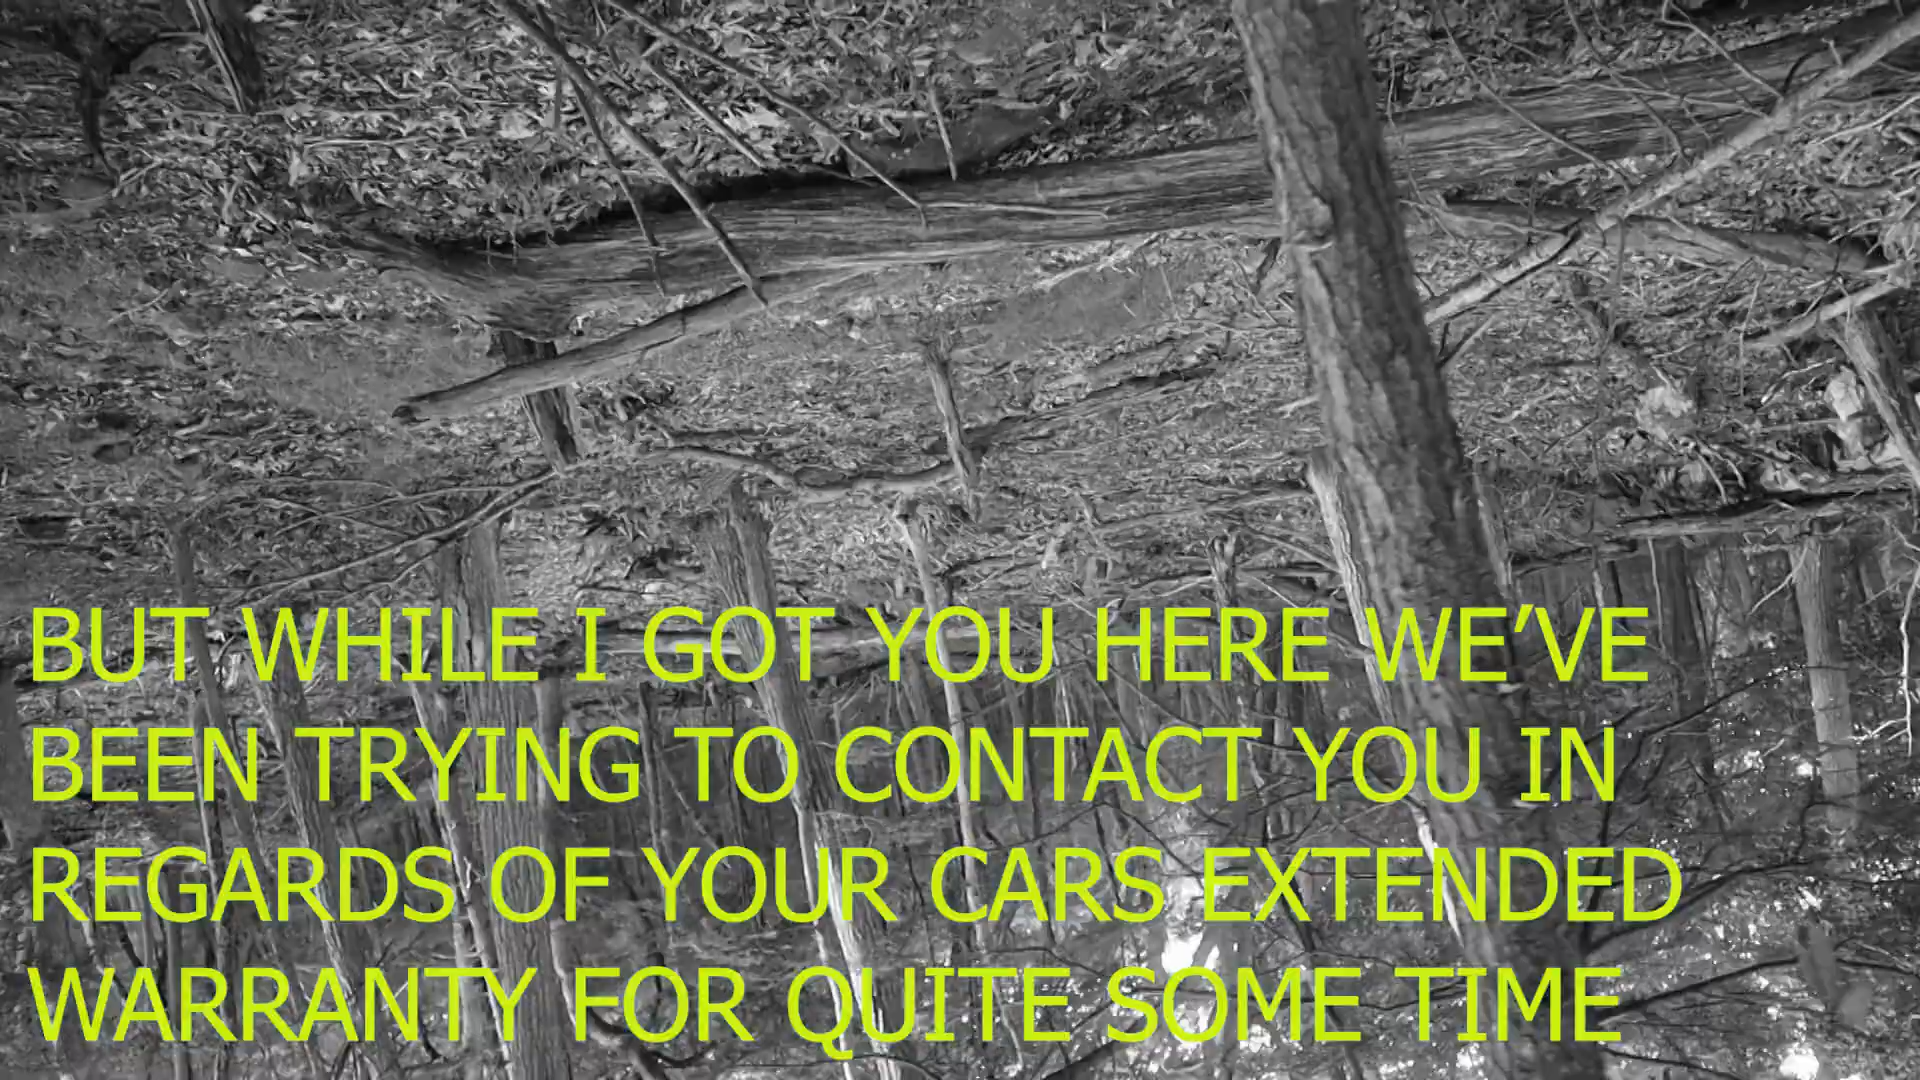 BUT WHILE I GOT YOU HERE WE’VE
BEEN TRYING TO CONTACT YOU IN
REGARDS OF YOUR CARS EXTENDED
WARRANTY FOR QUITE SOME TIME